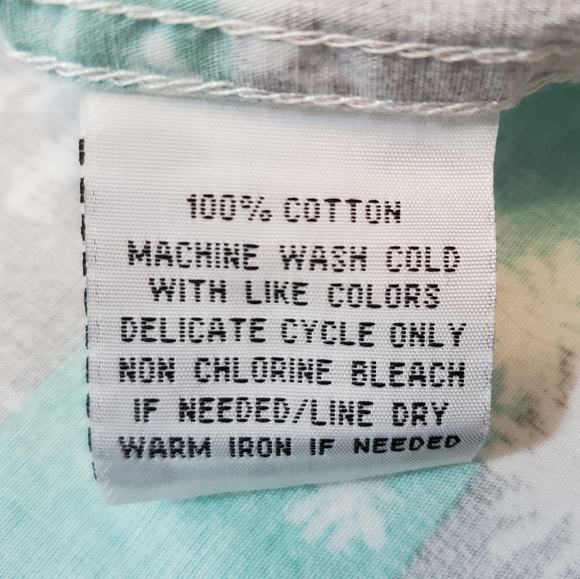 100% COTTON
MACHINE WASH COLD
WITH LIKE COLORS
DELICATE CYCLE ONLY
NON CHLORINE BLEACH
IF NEEDED/LINE DRY
WARM IRON IF NEEDED